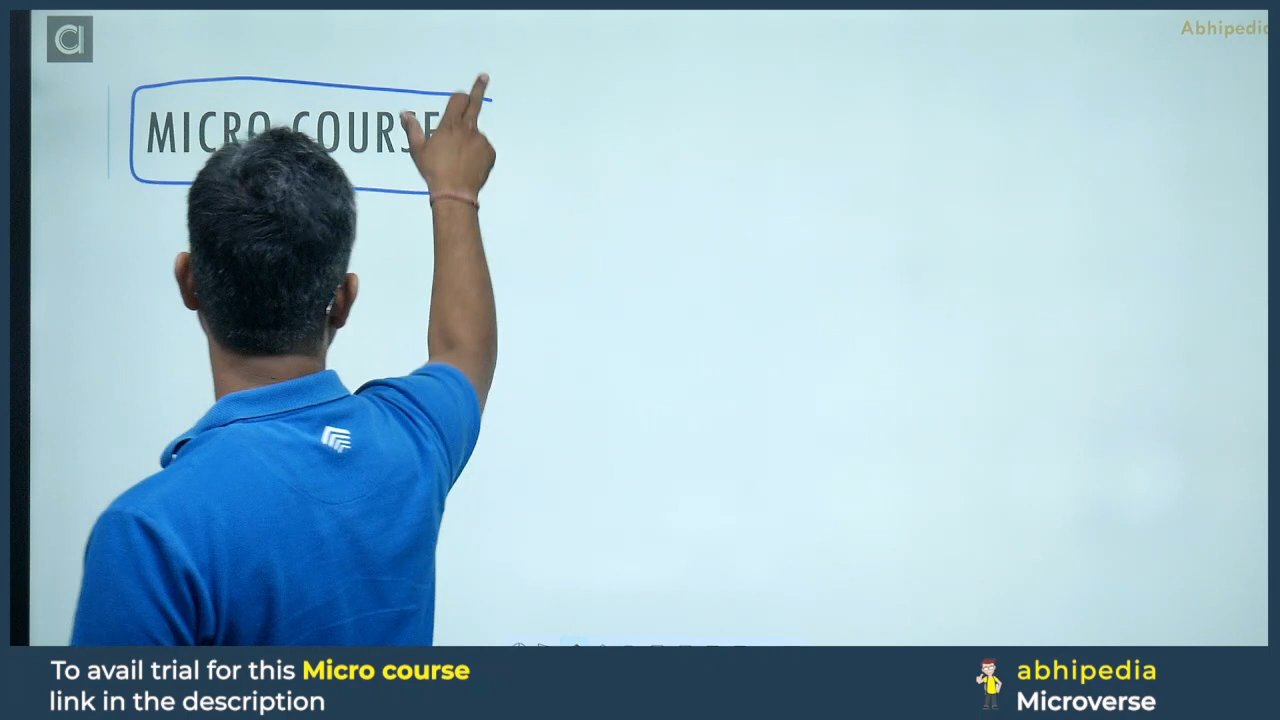 Abhipedia
MICRO COURSE
To avail trial for this Micro course
link in the description
abhipedia
Microverse